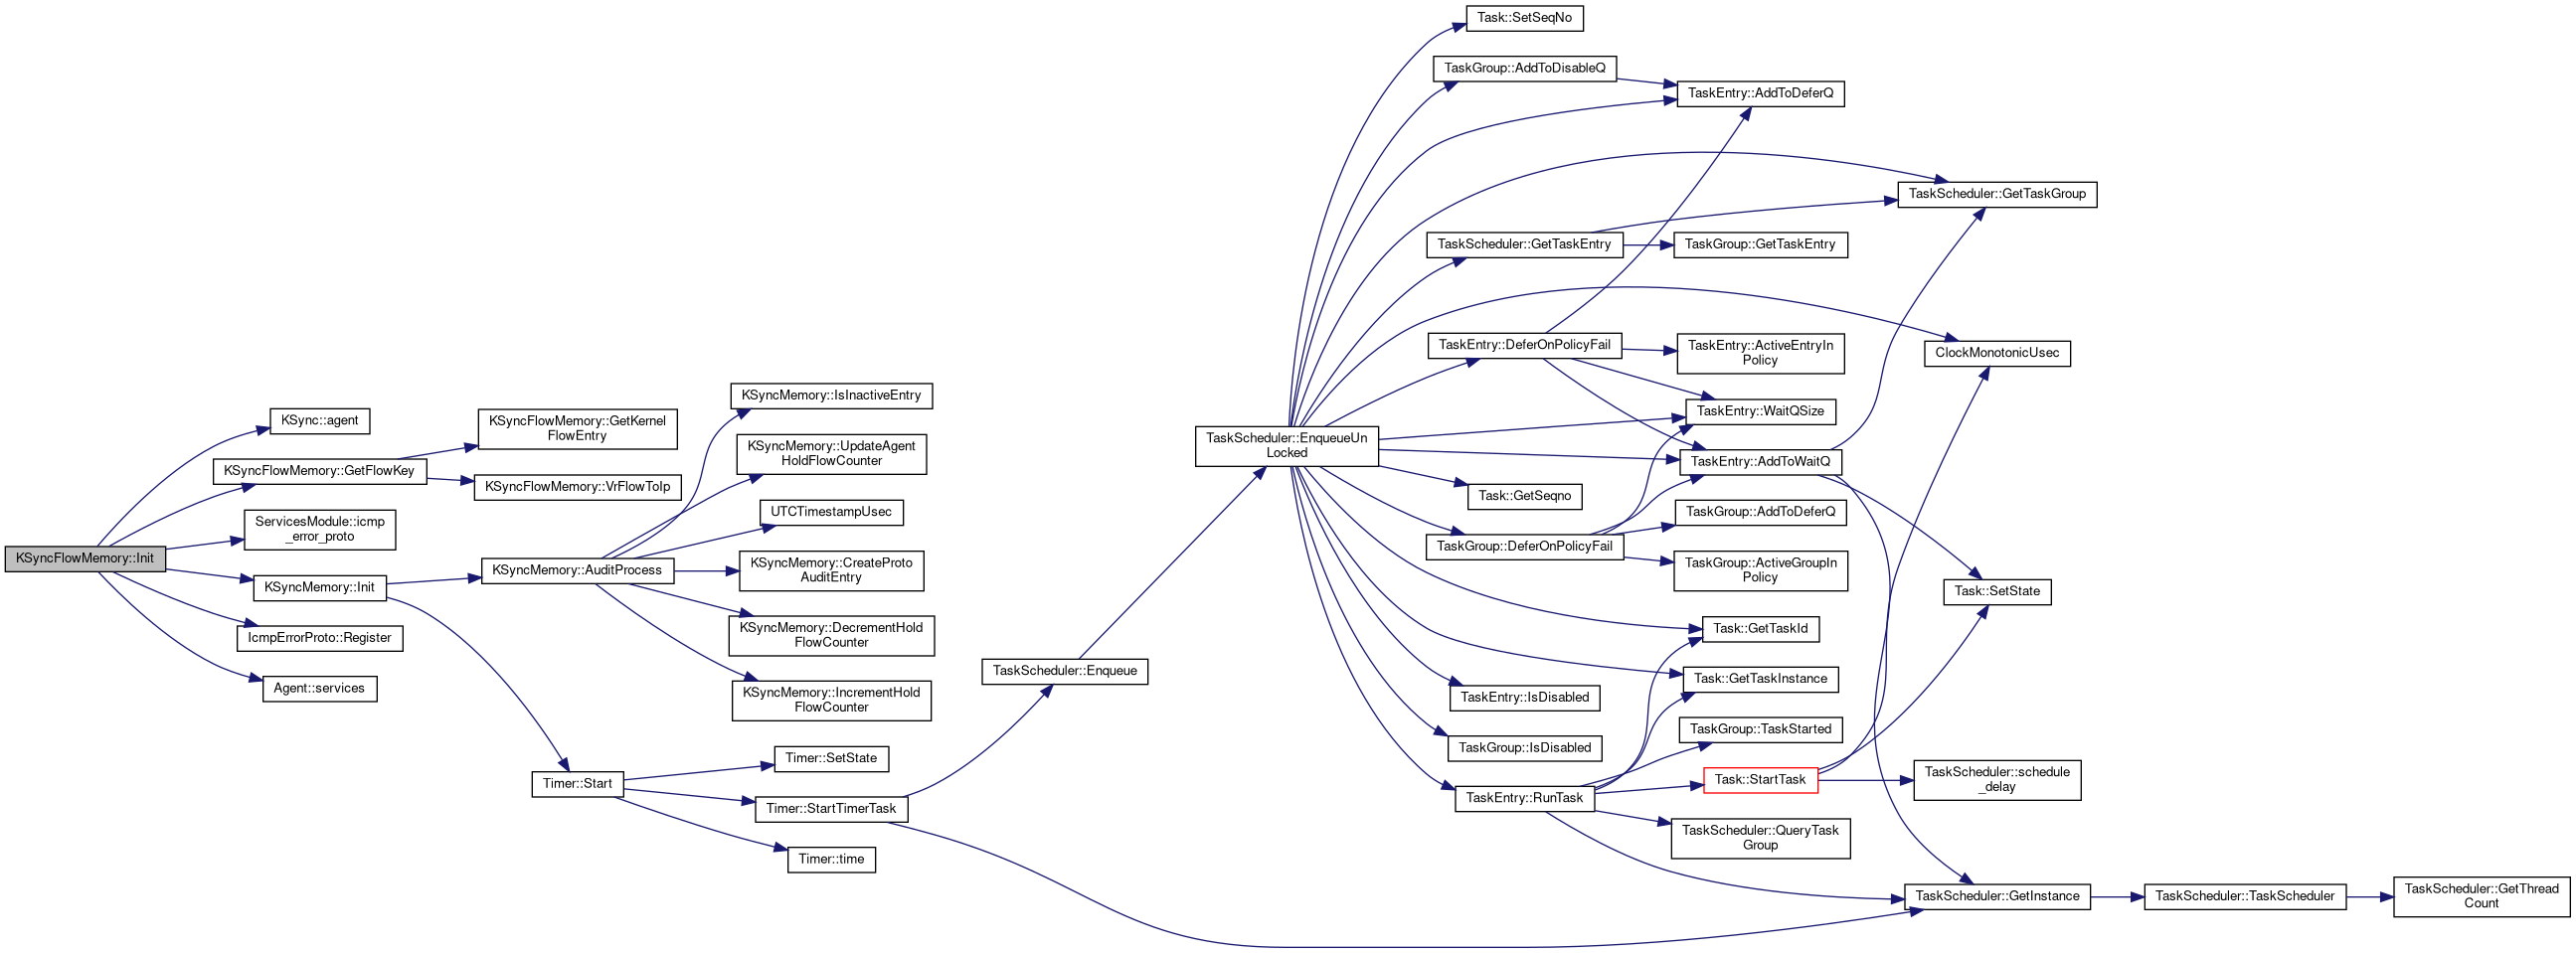 KSyncFlowMemory::Init
KSync::agent
KSyncFlowMemory::GetFlowKey
ServicesModule::icmp
_error_proto
KSyncMemory::Init
IcmpErrorProto::Register
Agent::services
KSyncFlowMemory::GetKernel
FlowEntry
KSyncFlowMemory::VrFlowToIp
KSyncMemory::AuditProcess
Timer::Start
KSyncMemory::IsInactiveEntry
KSyncMemory::UpdateAgent
HoldFlowCounter
UTCTimestampUsec
KSyncMemory::CreateProto
AuditEntry
KSyncMemory::DecrementHold
FlowCounter
KSyncMemory::IncrementHold
FlowCounter
Timer::SetState
Timer::StartTimerTask
Timer::time
TaskScheduler::Enqueue
TaskScheduler::EnqueueUn
Locked
Task::SetSeqNo
TaskGroup::AddToDisableQ
TaskScheduler::GetTaskEntry
TaskEntry::DeferOnPolicyFail
Task::GetSeqno
TaskGroup::DeferOnPolicyFail
TaskEntry::IsDisabled
TaskGroup::IsDisabled
TaskEntry::RunTask
TaskEntry::AddToDeferQ
TaskGroup::GetTaskEntry
TaskEntry::ActiveEntryIn
Policy
TaskEntry::WaitQSize
TaskEntry::AddToWaitQ
TaskGroup::AddToDeferQ
TaskGroup::ActiveGroupIn
Policy
Task::GetTaskId
Task::GetTaskInstance
TaskGroup::TaskStarted
Task::StartTask
TaskScheduler::QueryTask
Group
TaskScheduler::GetTaskGroup
ClockMonotonicUsec
Task::SetState
TaskScheduler::schedule
_delay
TaskScheduler::GetInstance
TaskScheduler::TaskScheduler
TaskScheduler::GetThread
Count